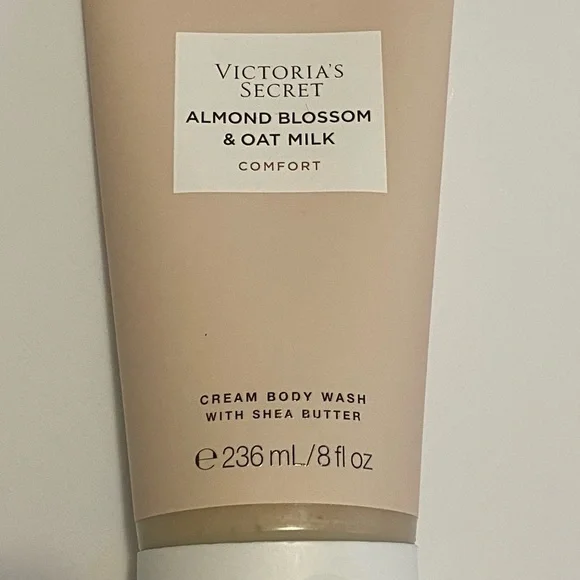 VICTORIA'S
SECRET
ALMOND BLOSSOM
& OAT MILK
COMFORT
CREAM BODY WASH
WITH SHEA BUTTER
℮ 236 mL/8 fl oz